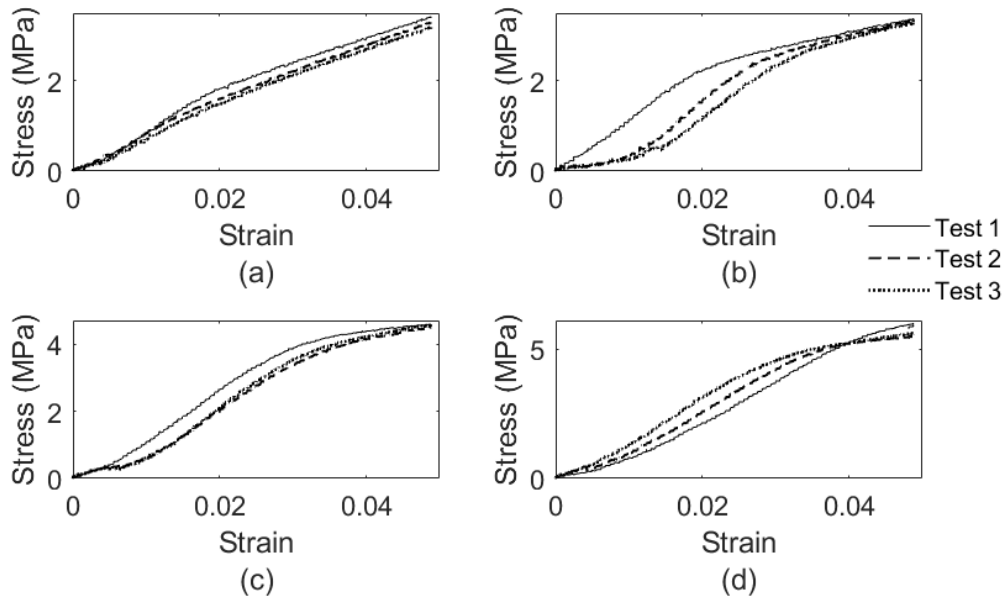 Stress (MPa)
2
0
0
0.02
0.04
Strain
(a)
Stress (MPa)
2
0
0
0.02
0.04
Strain
(b)
Test 1
Test 2
Test 3
Stress (MPa)
4
2
0
0
0.02
0.04
Strain
(c)
Stress (MPa)
5
0
0
0.02
0.04
Strain
(d)